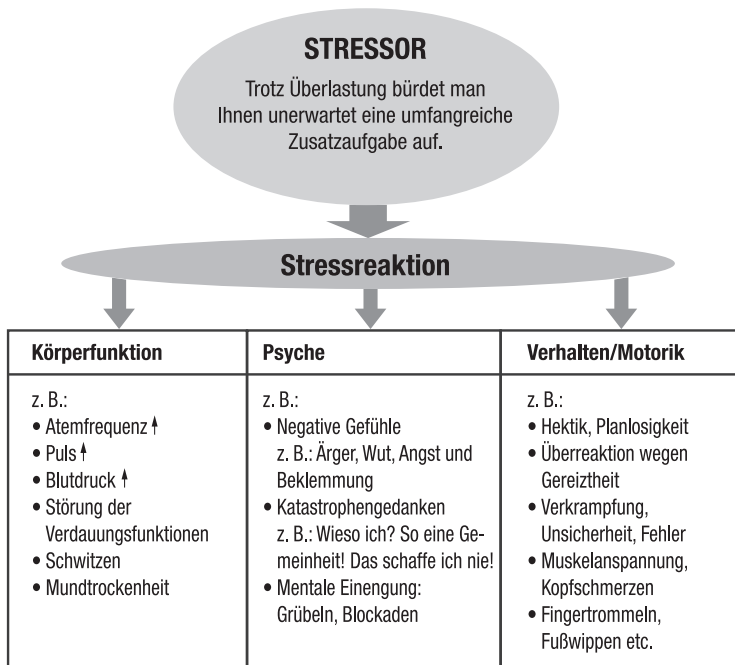 STRESSOR
Trotz Überlastung bürdet man
Ihnen unerwartet eine umfangreiche
Zusatzaufgabe auf.
Stressreaktion
Körperfunktion
z. B.:
• Atemfrequenz ↑
• Puls ↑
• Blutdruck ↑
• Störung der
Verdauungsfunktionen
• Schwitzen
• Mundtrockenheit
Psyche
z. B.:
• Negative Gefühle
z. B.: Ärger, Wut, Angst und
Beklemmung
• Katastrophengedanken
z. B.: Wieso ich? So eine Ge-
meinheit! Das schaffe ich nie!
• Mentale Einengung:
Grübeln, Blockaden
Verhalten/Motorik
z. B.:
• Hektik, Planlosigkeit
• Überreaktion wegen
Gereiztheit
• Verkrampfung,
Unsicherheit, Fehler
• Muskelanspannung,
Kopfschmerzen
• Fingertrommeln,
Fußwippen etc.